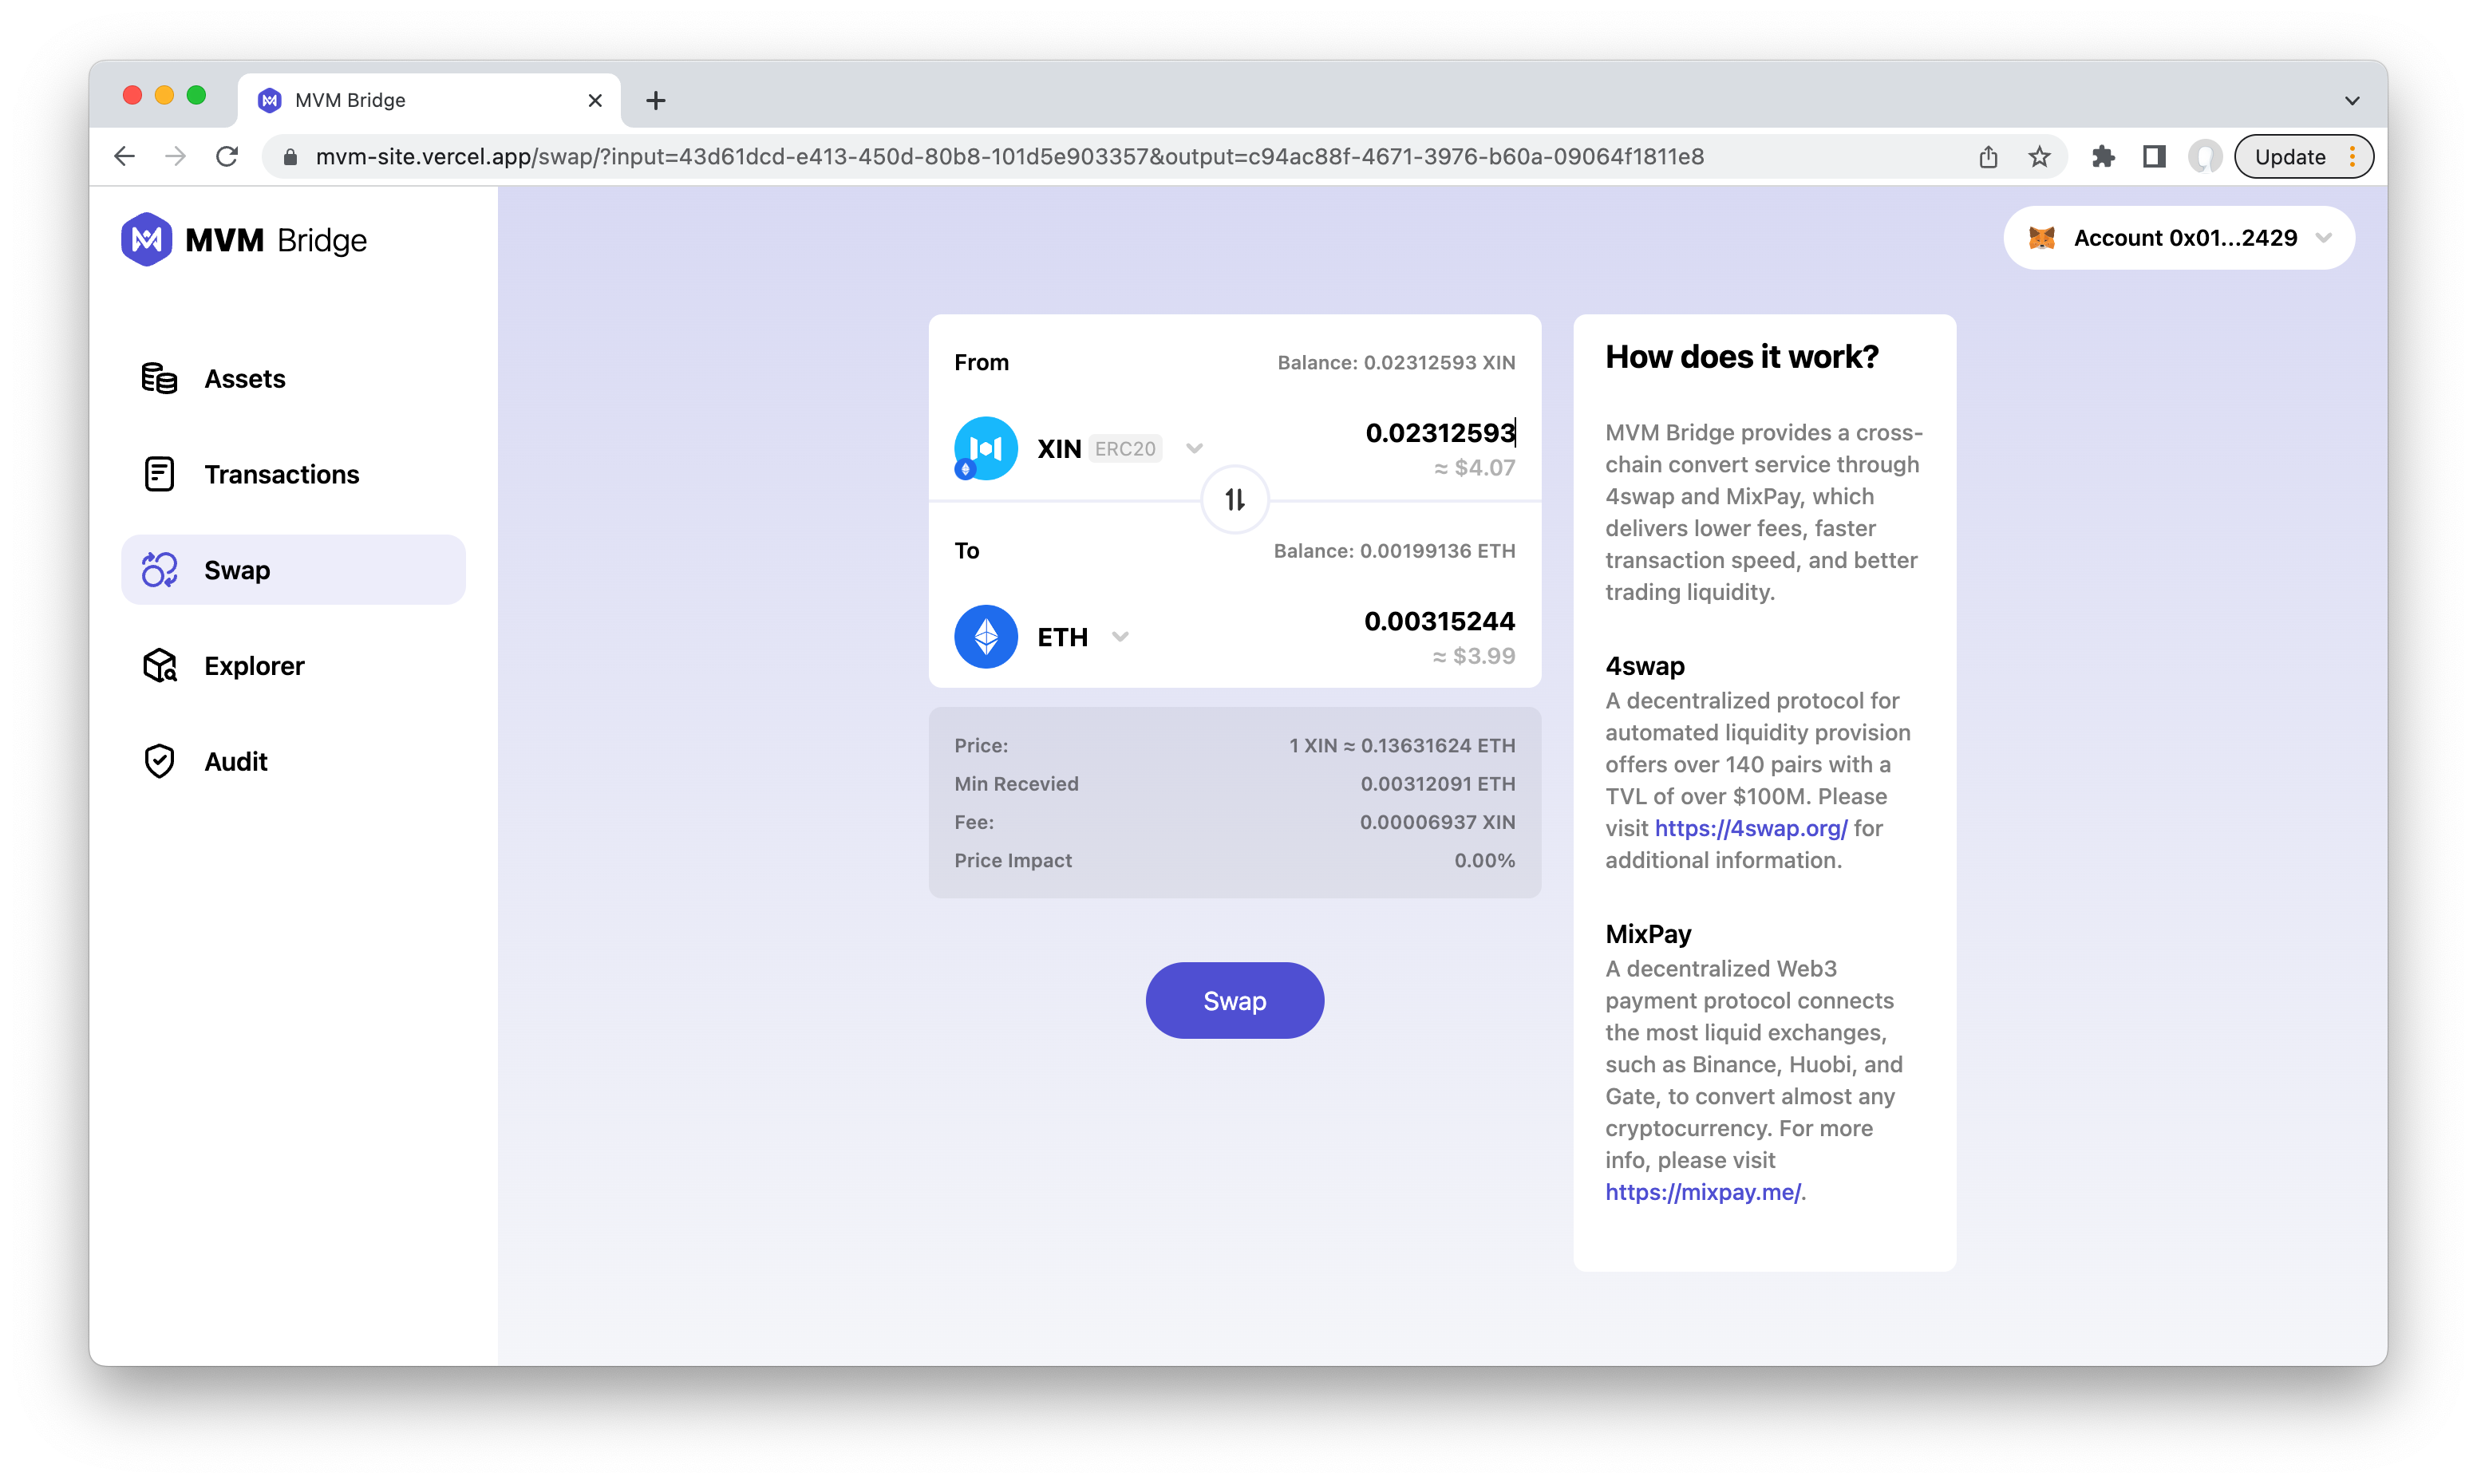 MVM Bridge
mvm-site.vercel.app/swap/?input=43d61dcd-e413-450d-80b8-101d5e903357&output=c94ac88f-4671-3976-b60a-09064f1811e8
Update
MVM Bridge
Account 0x01...2429
Assets
Transactions
Swap
Explorer
Audit
From
Balance: 0.02312593 XIN
XIN ERC20
0.02312593
≈ $4.07
To
Balance: 0.00199136 ETH
ETH
0.00315244
≈ $3.99
Price: 1 XIN ≈ 0.13631624 ETH
Min Recevied 0.00312091 ETH
Fee: 0.00006937 XIN
Price Impact 0.00%
Swap
How does it work?
MVM Bridge provides a cross-
chain convert service through
4swap and MixPay, which
delivers lower fees, faster
transaction speed, and better
trading liquidity.
4swap
A decentralized protocol for
automated liquidity provision
offers over 140 pairs with a
TVL of over $100M. Please
visit https://4swap.org/ for
additional information.
MixPay
A decentralized Web3
payment protocol connects
the most liquid exchanges,
such as Binance, Huobi, and
Gate, to convert almost any
cryptocurrency. For more
info, please visit
https://mixpay.me/.